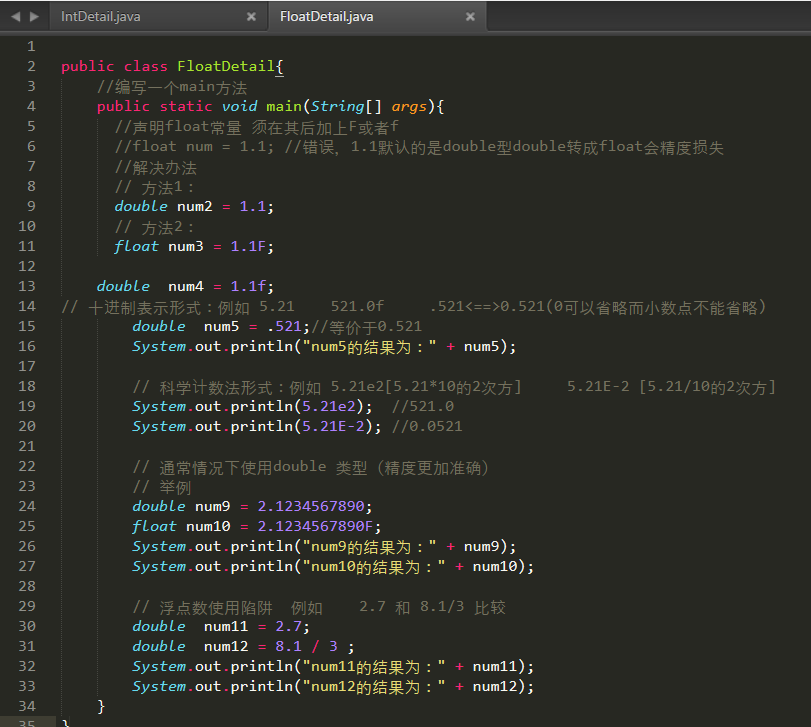 IntDetail.java × FloatDetail.java ×
1
2 public class FloatDetail{
3 //编写一个main方法
4 public static void main(String[] args){
5 //声明float常量 须在其后加上F或者f
6 //float num = 1.1; //错误，1.1默认的是double型double转成float会精度损失
7 //解决办法
8 // 方法1：
9 double num2 = 1.1;
10 // 方法2：
11 float num3 = 1.1F;
12
13 double  num4 = 1.1f;
14 // 十进制表示形式：例如 5.21    521.0f     .521<==>0.521(0可以省略而小数点不能省略)
15 double  num5 = .521;//等价于0.521
16 System.out.println("num5的结果为：" + num5);
17
18 // 科学计数法形式：例如 5.21e2[5.21*10的2次方]     5.21E-2 [5.21/10的2次方]
19 System.out.println(5.21e2);  //521.0
20 System.out.println(5.21E-2); //0.0521
21
22 // 通常情况下使用double 类型（精度更加准确）
23 // 举例
24 double num9 = 2.1234567890;
25 float num10 = 2.1234567890F;
26 System.out.println("num9的结果为：" + num9);
27 System.out.println("num10的结果为：" + num10);
28
29 // 浮点数使用陷阱  例如    2.7 和 8.1/3 比较
30 double  num11 = 2.7;
31 double  num12 = 8.1 / 3 ;
32 System.out.println("num11的结果为：" + num11);
33 System.out.println("num12的结果为：" + num12);
34 }
35 }